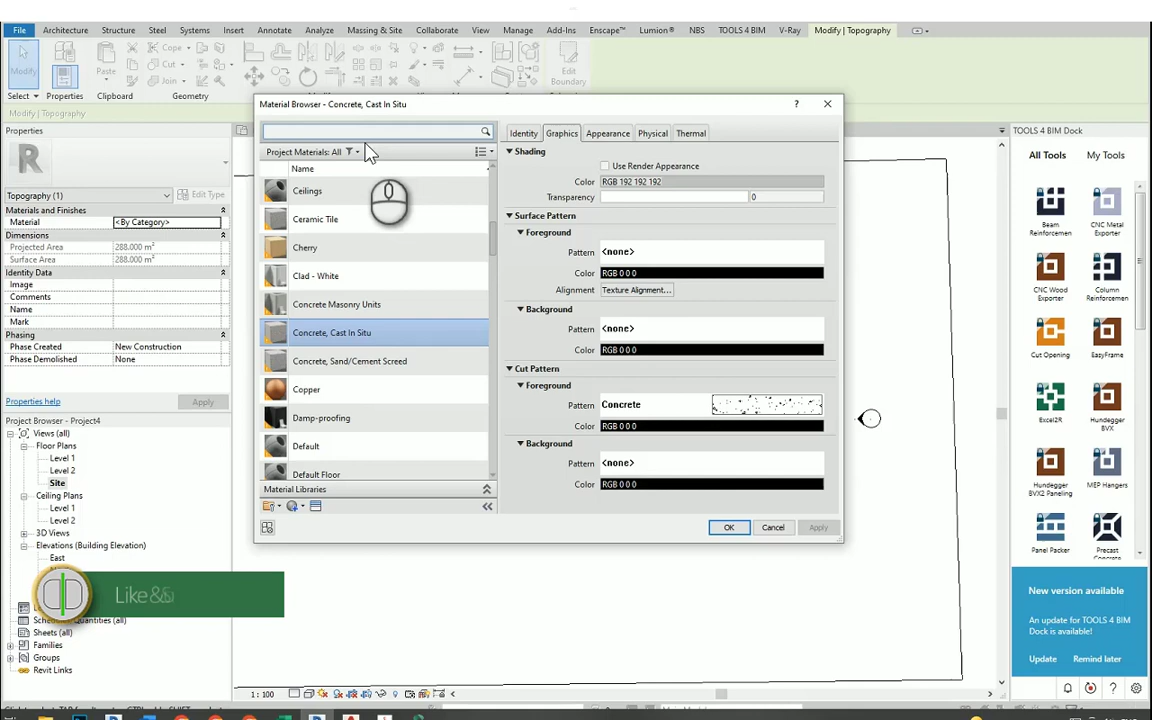 File Architecture Structure Steel Systems Insert Annotate Analyze Massing & Site Collaborate View Manage Add-Ins Enscape™ Lumion® NBS TOOLS 4 BIM V-Ray Modify | Topography
Modify
Paste
Cope
Cut
Join
Edit
Boundary
Select Properties Clipboard Geometry
Modify | Topography
Properties
Topography (1)
Edit Type
Materials and Finishes
Material <By Category>
Dimensions
Projected Area 288.000 m²
Surface Area 288.000 m²
Identity Data
Image
Comments
Name
Mark
Phasing
Phase Created New Construction
Phase Demolished None
Properties help
Apply
Project Browser - Project4
Views (all)
Floor Plans
Level 1
Level 2
Site
Ceiling Plans
Level 1
Level 2
3D Views
Elevations (Building Elevation)
East
Like&
Sheets (all)
Families
Groups
Revit Links
Material Browser - Concrete, Cast In Situ
?
Project Materials: All
Name
Ceilings
Ceramic Tile
Cherry
Clad - White
Concrete Masonry Units
Concrete, Cast In Situ
Concrete, Sand/Cement Screed
Copper
Damp-proofing
Default
Default Floor
Material Libraries
Identity Graphics Appearance Physical Thermal
Shading
Use Render Appearance
Color RGB 192 192 192
Transparency 0
Surface Pattern
Foreground
Pattern <none>
Color RGB 0 0 0
Alignment Texture Alignment...
Background
Pattern <none>
Color RGB 0 0 0
Cut Pattern
Foreground
Pattern Concrete
Color RGB 0 0 0
Background
Pattern <none>
Color RGB 0 0 0
OK Cancel Apply
1 : 100
TOOLS 4 BIM Dock
All Tools My Tools
Beam
Reinforcemen
CNC Metal
Exporter
CNC Wood
Exporter
Column
Reinforcemen
Cut Opening
EasyFrame
Excel2R
Hundegger
BVX
Hundegger
BVX2 Paneling
MEP Hangers
Panel Packer
Precast
Concrete
New version available
An update for TOOLS 4 BIM
Dock is available!
Update Remind later